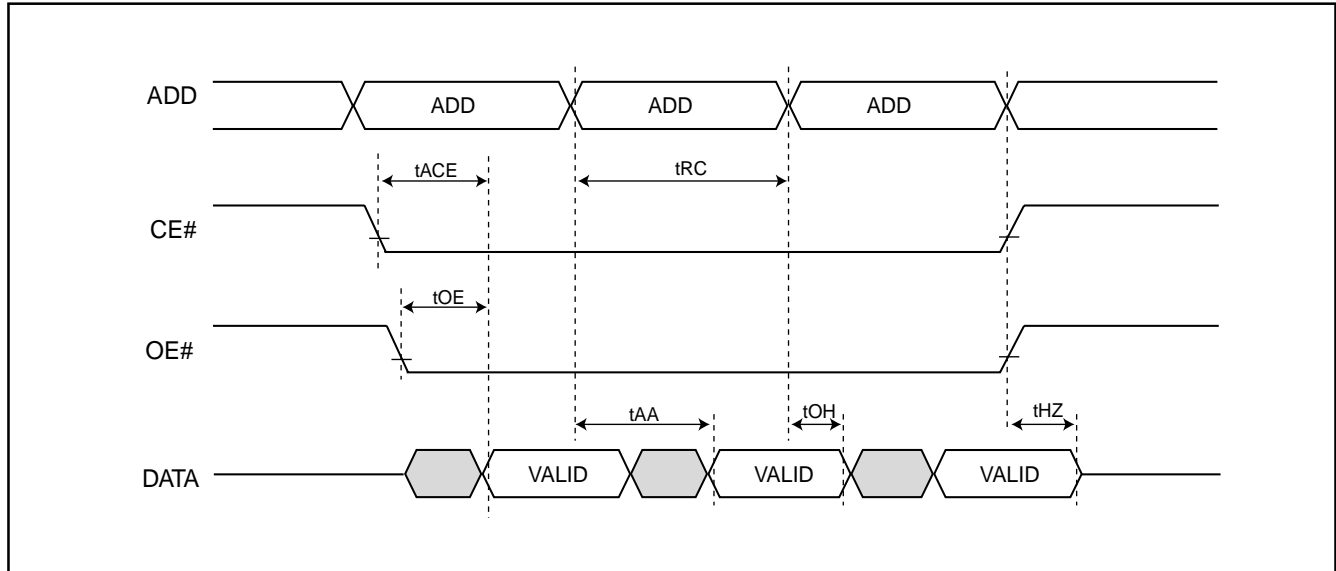 ADD
ADD ADD ADD
tACE tRC
CE#
tOE
OE#
tAA tOH tHZ
DATA
VALID VALID VALID